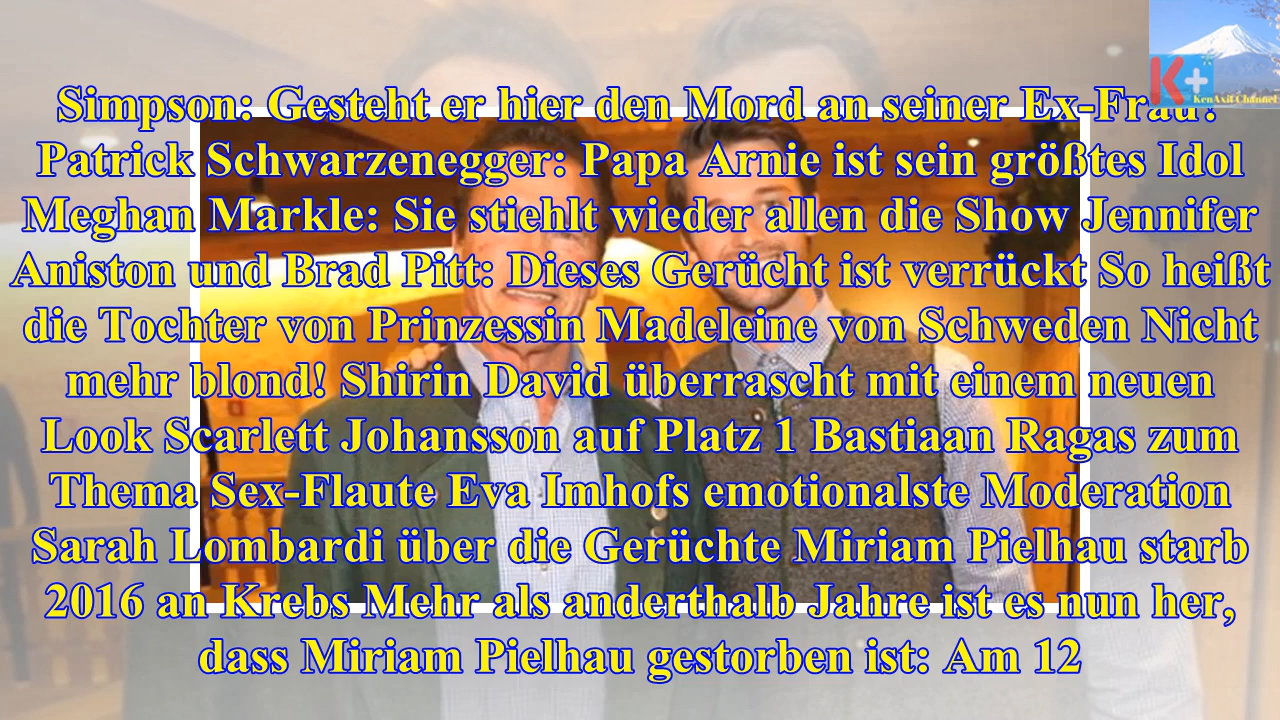 Simpson: Gesteht er hier den Mord an seiner Ex-Frau?
Patrick Schwarzenegger: Papa Arnie ist sein größtes Idol
Meghan Markle: Sie stiehlt wieder allen die Show Jennifer
Aniston und Brad Pitt: Dieses Gerücht ist verrückt So heißt
die Tochter von Prinzessin Madeleine von Schweden Nicht
mehr blond! Shirin David überrascht mit einem neuen
Look Scarlett Johansson auf Platz 1 Bastiaan Ragas zum
Thema Sex-Flaute Eva Imhofs emotionalste Moderation
Sarah Lombardi über die Gerüchte Miriam Pielhau starb
2016 an Krebs Mehr als anderthalb Jahre ist es nun her,
dass Miriam Pielhau gestorben ist: Am 12
K+
KenAxit Channel